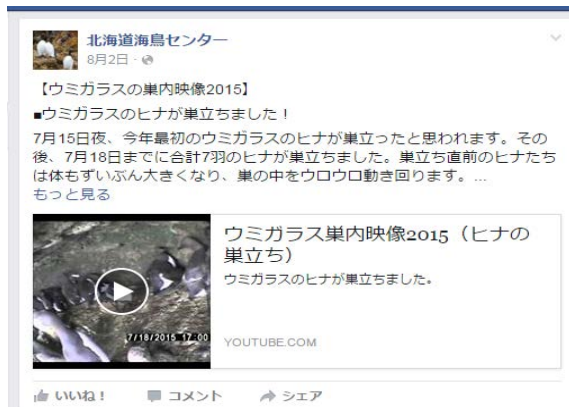 北海道海鳥センター
8月2日 ·
【ウミガラスの巣内映像2015】
■ウミガラスのヒナが巣立ちました！
7月15日夜、今年最初のウミガラスのヒナが巣立ったと思われます。その
後、7月18日までに合計7羽のヒナが巣立ちました。巣立ち直前のヒナたち
は体もずいぶん大きくなり、巣の中をウロウロ動き回ります。...
もっと見る
ウミガラス巣内映像2015（ヒナの
巣立ち）
ウミガラスのヒナが巣立ちました。
7/18/2015 17:00
YOUTUBE.COM
いいね！ コメント シェア